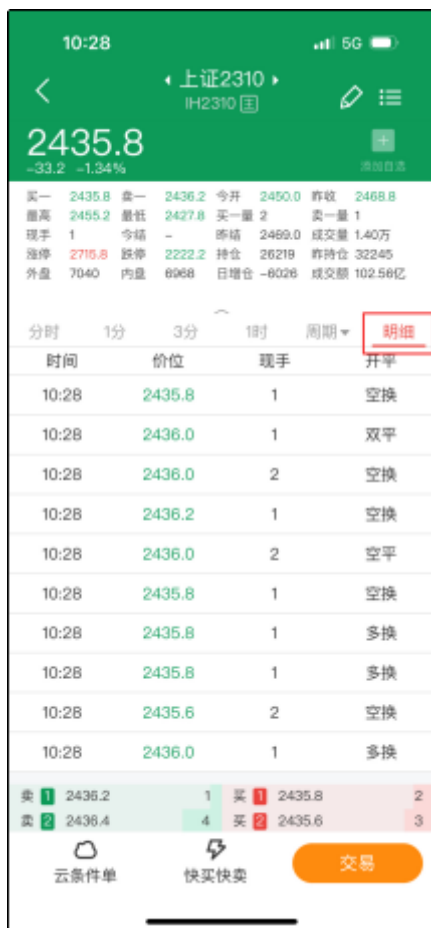 10:28 5G
上证2310
IH2310 主
2435.8
-33.2 -1.34%
添加自选
买一 2435.8 卖一 2436.2 今开 2450.0 昨收 2468.8
最高 2455.2 最低 2427.8 买一量 2 卖一量 1
现手 1 今结 - 昨结 2469.0 成交量 1.40万
涨停 2715.8 跌停 2222.2 持仓 26219 昨持仓 32245
外盘 7040 内盘 6968 日增仓 -6026 成交额 102.56亿
分时 1分 3分 1时 周期 明细
时间 价位 现手 开平
10:28 2435.8 1 空换
10:28 2436.0 1 双平
10:28 2436.0 2 空换
10:28 2436.2 1 空换
10:28 2436.0 2 空平
10:28 2435.8 1 空换
10:28 2435.8 1 多换
10:28 2435.8 1 多换
10:28 2435.6 2 空换
10:28 2436.0 1 多换
卖 1 2436.2 1 买 1 2435.8 2
卖 2 2436.4 4 买 2 2435.6 3
云条件单 快买快卖 交易